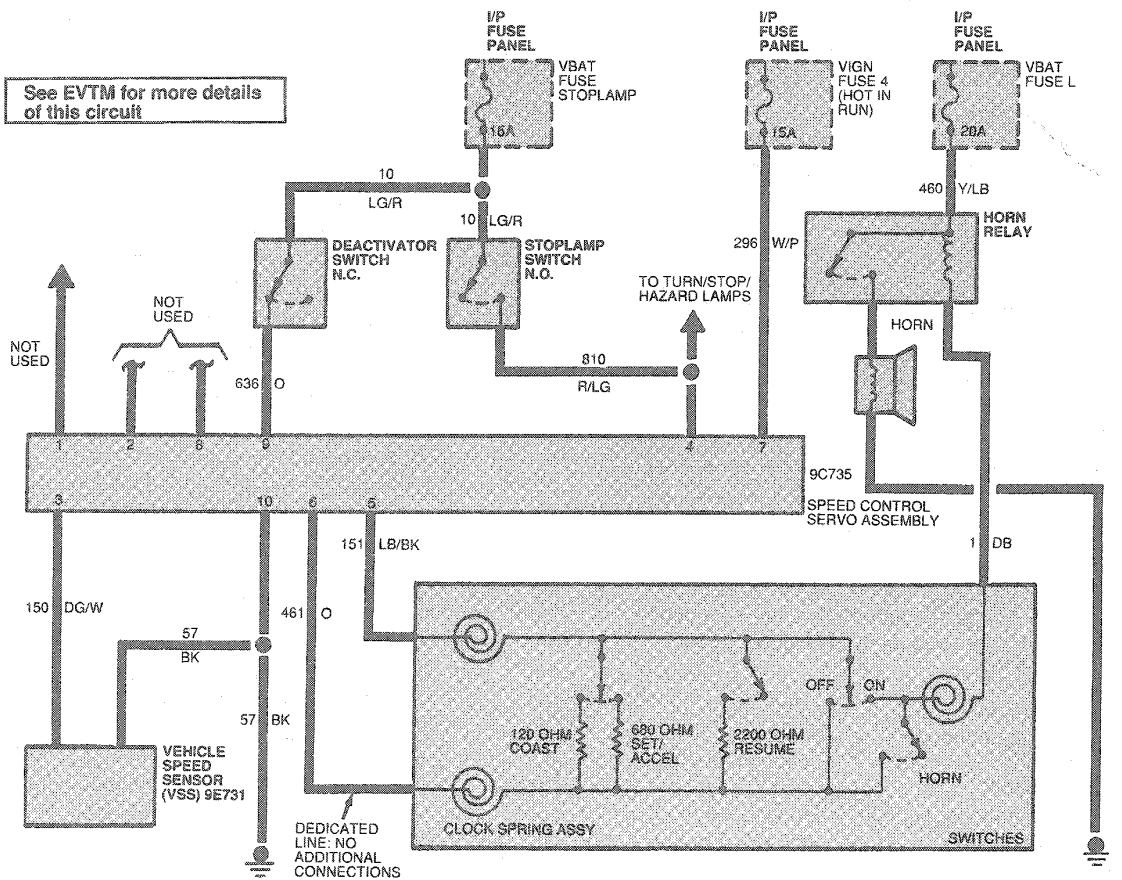 I/P
FUSE
PANEL
I/P
FUSE
PANEL
I/P
FUSE
PANEL
See EVTM for more details
of this circuit
VBAT
FUSE
STOPLAMP
VIGN
FUSE 4
(HOT IN
RUN)
VBAT
FUSE L
15A
20A
10
LG/R
10 LG/R
460 Y/LB
DEACTIVATOR
SWITCH
N.C.
STOPLAMP
SWITCH
N.O.
296 W/P
HORN
RELAY
TO TURN/STOP/
HAZARD LAMPS
NOT
USED
NOT
USED
HORN
810
R/LG
636 O
1 2 8 9 4 7
9C735
3 10 6 5
SPEED CONTROL
SERVO ASSEMBLY
151 LB/BK
1 DB
150 DG/W
461 O
57
BK
57 BK
OFF ON
120 OHM
COAST
680 OHM
SET/
ACCEL
2200 OHM
RESUME
HORN
VEHICLE
SPEED
SENSOR
(VSS) 9E731
DEDICATED
LINE: NO
ADDITIONAL
CONNECTIONS
CLOCK SPRING ASSY
SWITCHES